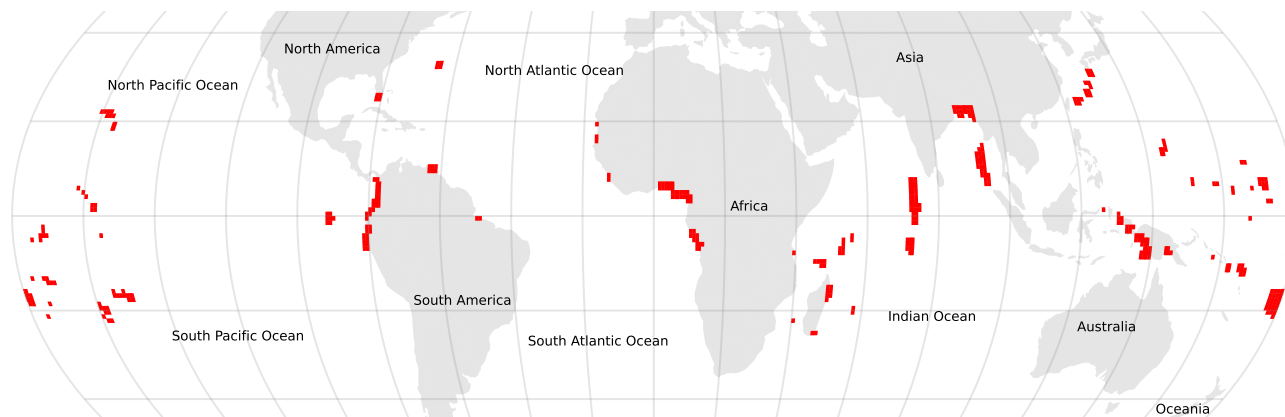 North America
Asia
North Atlantic Ocean
North Pacific Ocean
Africa
South America
Indian Ocean
Australia
South Pacific Ocean
South Atlantic Ocean
Oceania